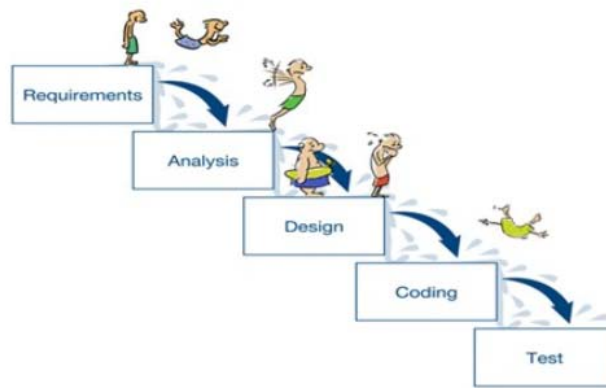 Requirements
Analysis
Design
Coding
Test